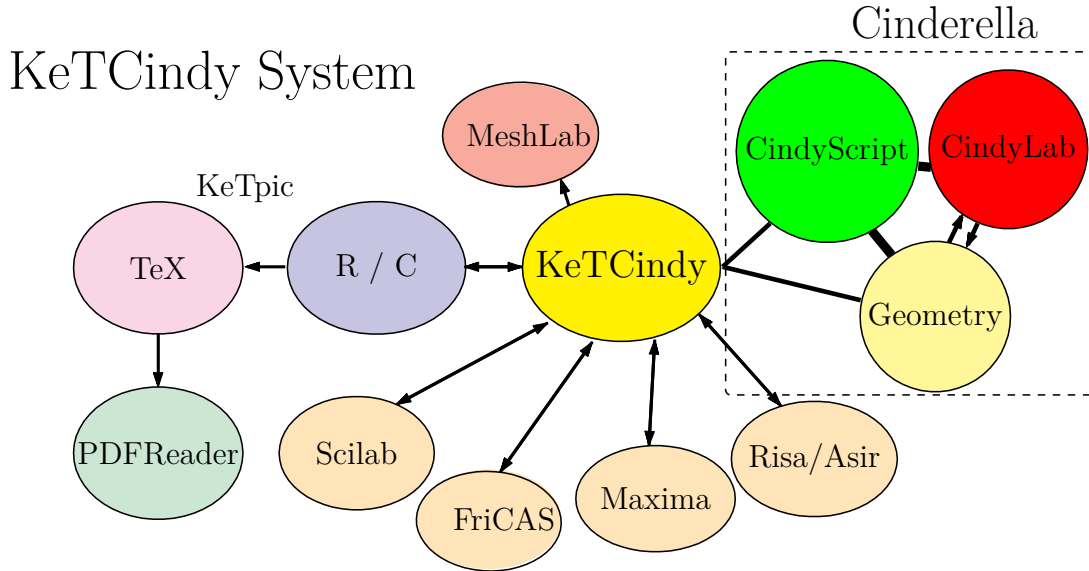 Cinderella
KeTCindy System
MeshLab
CindyScript
CindyLab
KeTpic
TeX
R / C
KeTCindy
Geometry
PDFReader
Scilab
Risa/Asir
Maxima
FriCAS